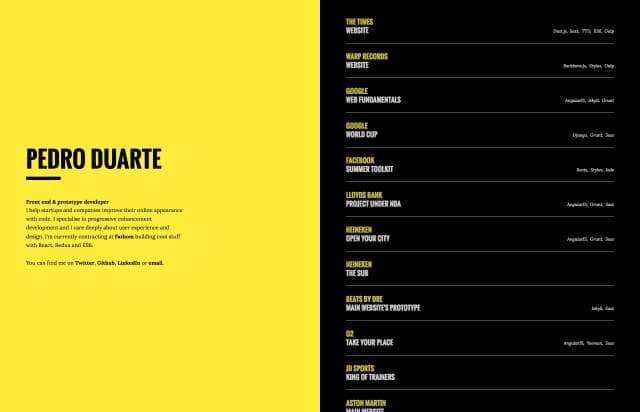 PEDRO DUARTE
Front end & prototype developer
I help startups and companies improve their online appearance
with code. I specialise in progressive enhancement
development and I care deeply about user experience and
design. I'm currently contracting at Fathom building cool stuff
with React, Redux and ES6.
You can find me on Twitter, Github, LinkedIn or email.
THE TIMES
WEBSITE
Sass, TTS, ES6, Gulp
WARP RECORDS
WEBSITE
Backbone.js, Stylus, Gulp
GOOGLE
WEB FUNDAMENTALS
AngularJS, Jekyll, Grunt
GOOGLE
WORLD CUP
Django, Grunt, Sass
FACEBOOK
SUMMER TOOLKIT
Roots, Stylus, Jade
LLOYDS BANK
PROJECT UNDER NDA
AngularJS, Grunt, Sass
HEINEKEN
OPEN YOUR CITY
AngularJS, Grunt, Sass
HEINEKEN
THE SUB
BEATS BY DRE
MAIN WEBSITE'S PROTOTYPE
Jekyll, Sass
O2
TAKE YOUR PLACE
AngularJS, Yeoman, Sass
JD SPORTS
KING OF TRAINERS
ASTON MARTIN
MAIN WEBSITE